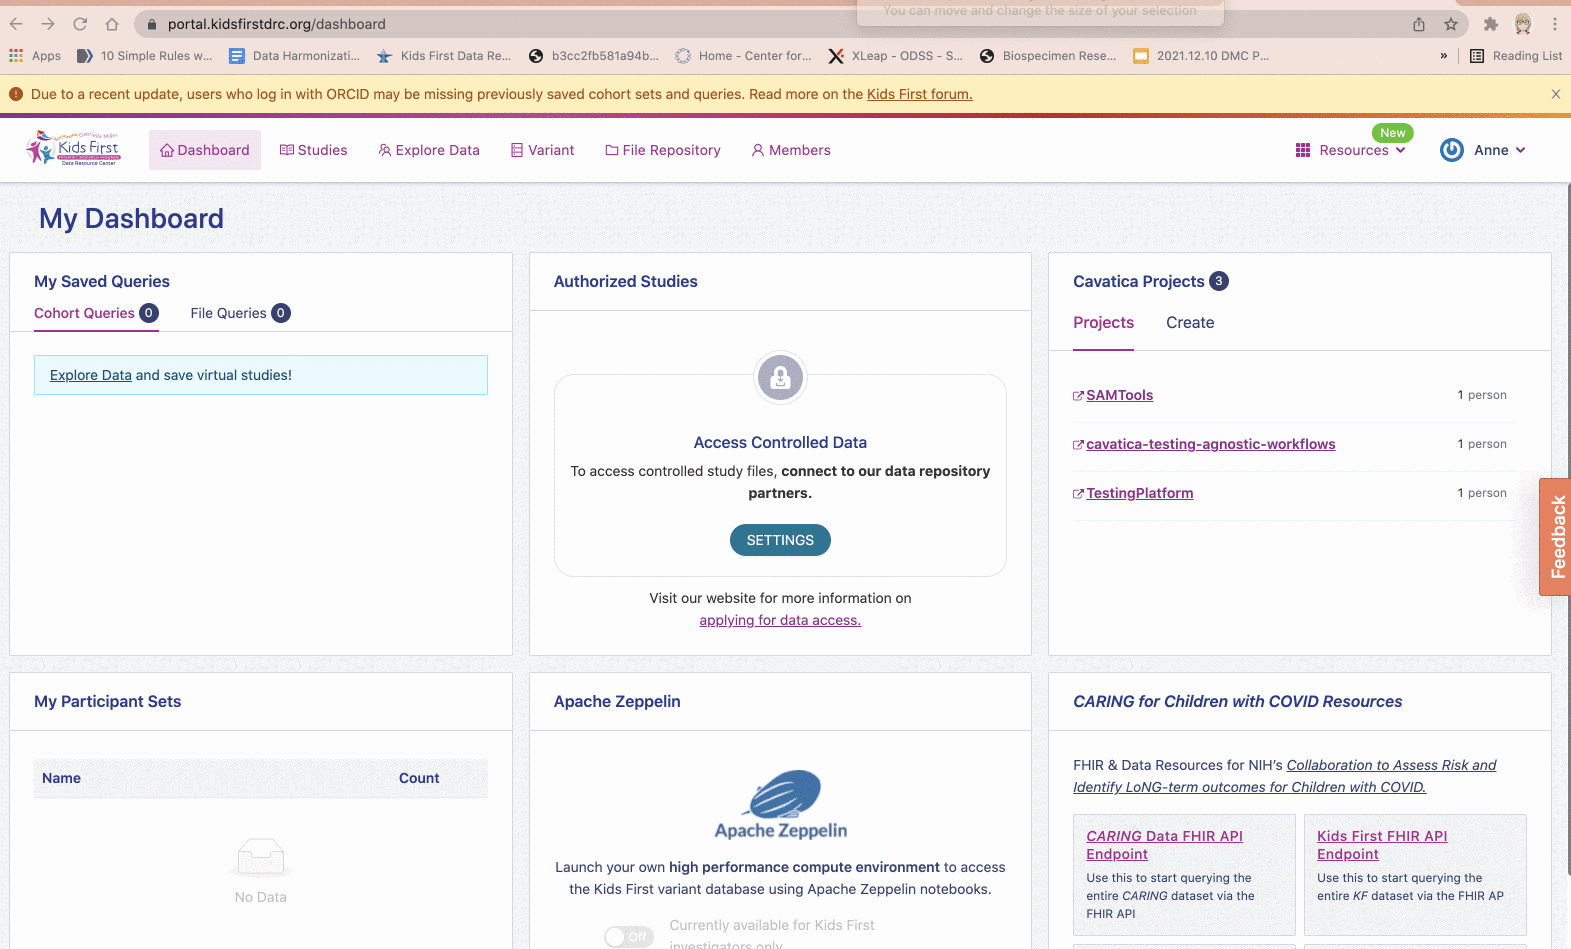 You can move and change the size of your selection
portal.kidsfirstdrc.org/dashboard
Apps
10 Simple Rules w...
Data Harmonizati...
Kids First Data Re...
b3cc2fb581a94b...
Home - Center for...
XLeap - ODSS - S...
Biospecimen Rese...
2021.12.10 DMC P...
»
Reading List
Due to a recent update, users who log in with ORCID may be missing previously saved cohort sets and queries. Read more on the Kids First forum.
Kids First
Data Resource Center
Dashboard
Studies
Explore Data
Variant
File Repository
Members
New
Resources
Anne
My Dashboard
My Saved Queries
Cohort Queries 0
File Queries 0
Explore Data and save virtual studies!
Authorized Studies
Access Controlled Data
To access controlled study files, connect to our data repository
partners.
SETTINGS
Visit our website for more information on
applying for data access.
Cavatica Projects 3
Projects
Create
SAMTools
1 person
cavatica-testing-agnostic-workflows
1 person
TestingPlatform
1 person
Feedback
My Participant Sets
Name
Count
No Data
Apache Zeppelin
Apache Zeppelin
Launch your own high performance compute environment to access
the Kids First variant database using Apache Zeppelin notebooks.
Off
Currently available for Kids First
investigators only
CARING for Children with COVID Resources
FHIR & Data Resources for NIH's Collaboration to Assess Risk and
Identify LoNG-term outcomes for Children with COVID.
CARING Data FHIR API
Endpoint
Use this to start querying the
entire CARING dataset via the
FHIR API
Kids First FHIR API
Endpoint
Use this to start querying the
entire KF dataset via the FHIR AP